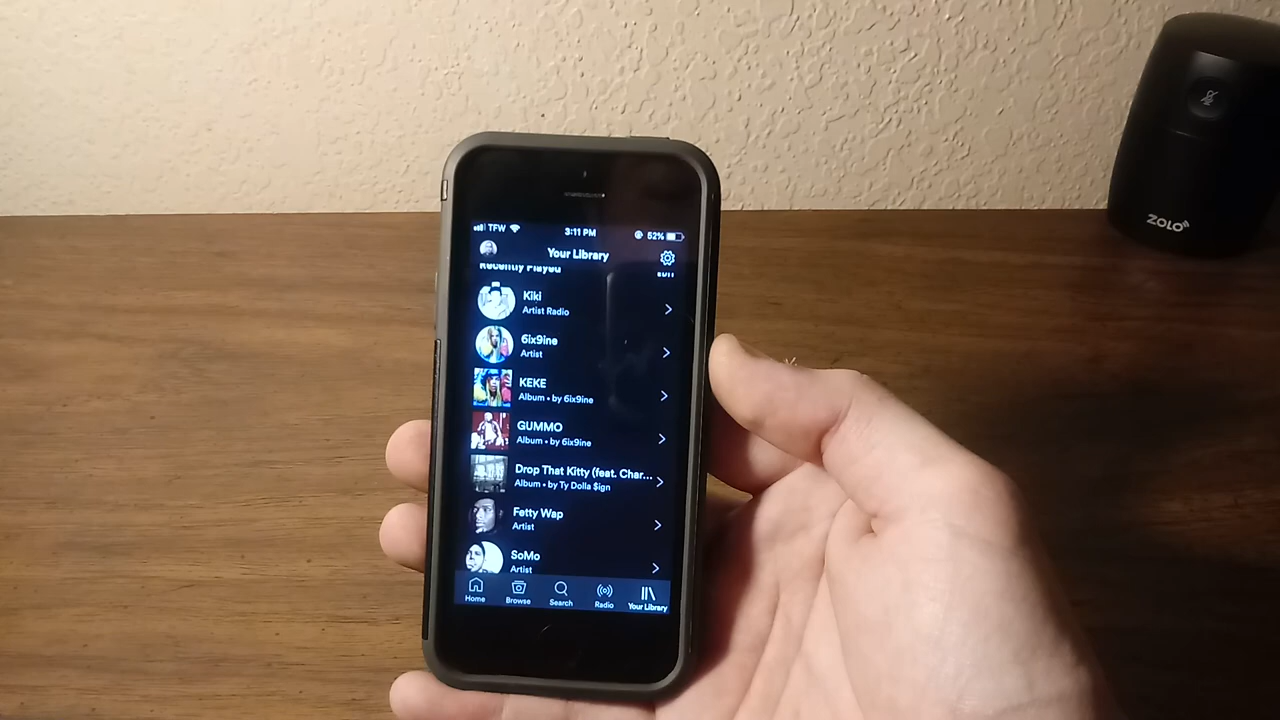 TFW 3:11 PM 52%
Your Library
Recently Played EDIT
Kiki
Artist Radio
6ix9ine
Artist
KEKE
Album • by 6ix9ine
GUMMO
Album • by 6ix9ine
Drop That Kitty (feat. Char...
Album • by Ty Dolla $ign
Fetty Wap
Artist
SoMo
Artist
Home Browse Search Radio Your Library
ZOLO